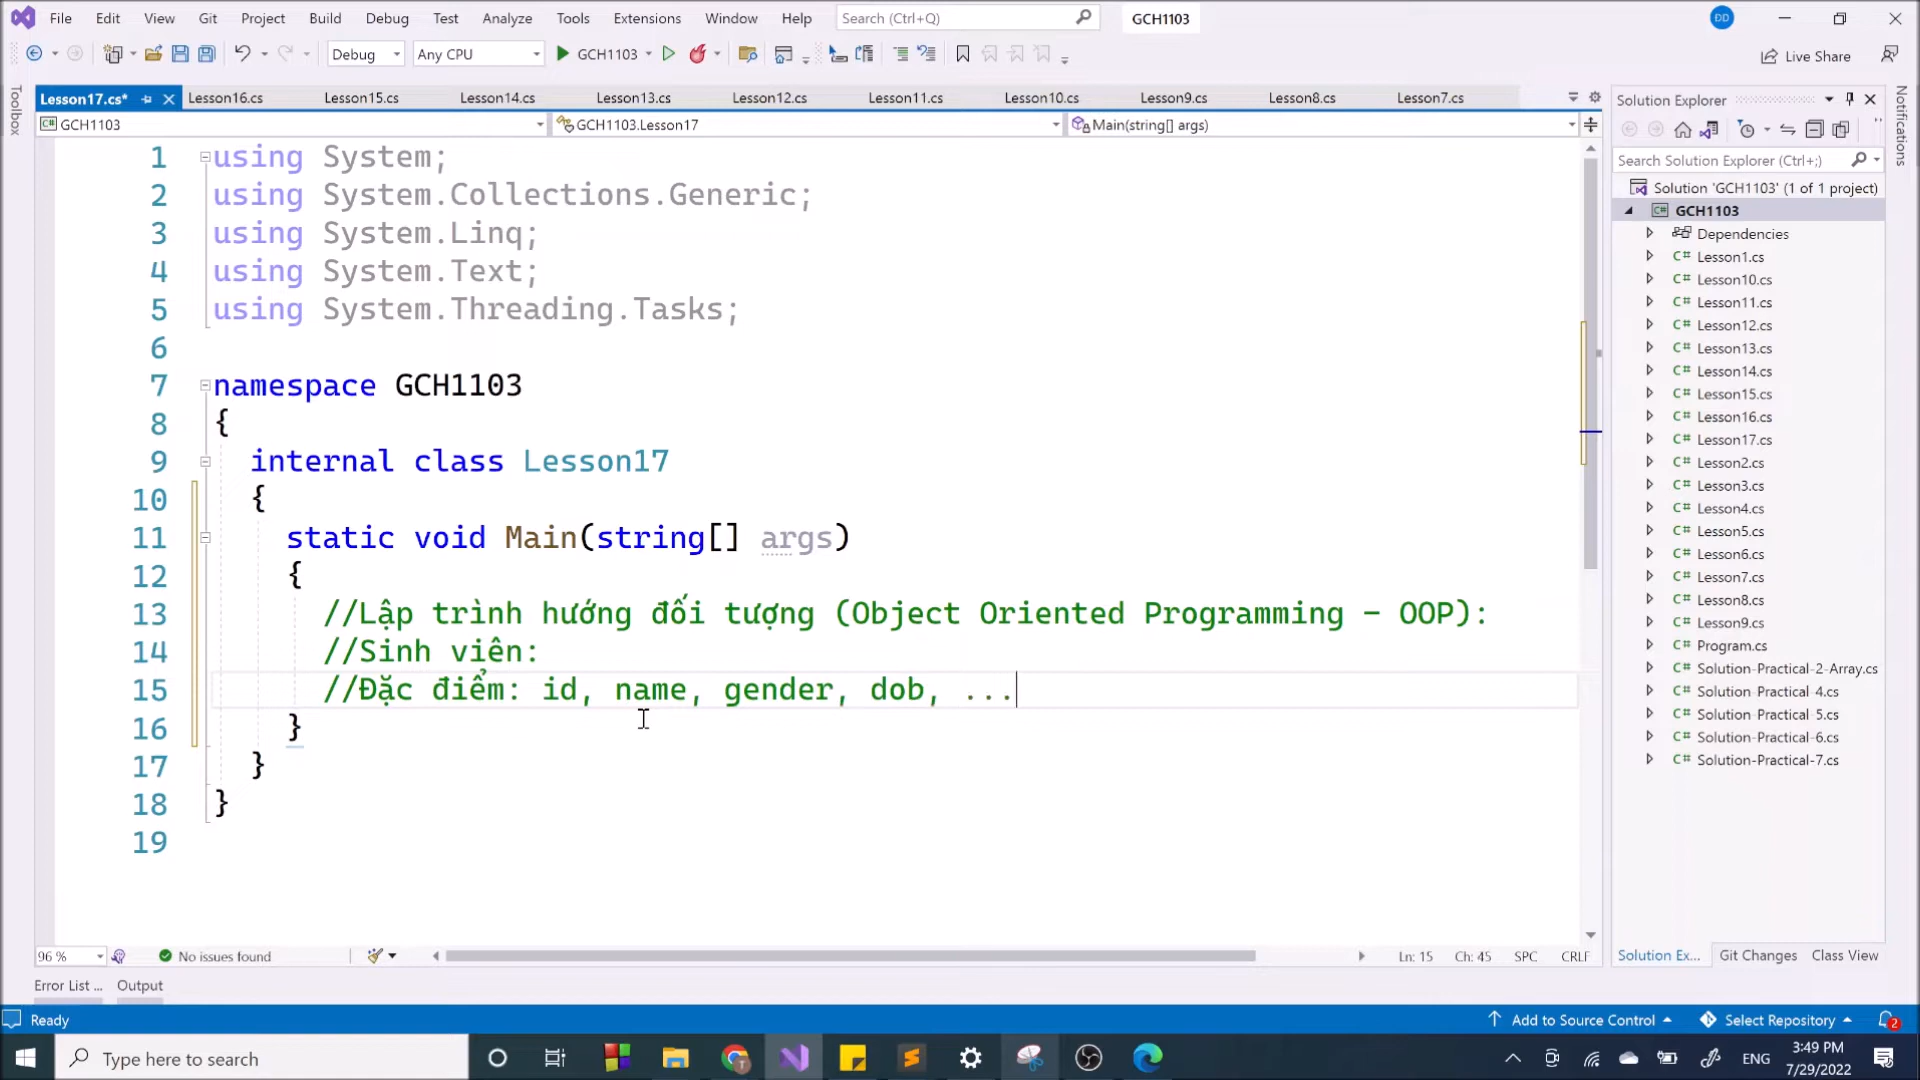 File Edit View Git Project Build Debug Test Analyze Tools Extensions Window Help Search (Ctrl+Q) GCH1103 DD
Debug Any CPU GCH1103 Live Share
Toolbox
Lesson17.cs* Lesson16.cs Lesson15.cs Lesson14.cs Lesson13.cs Lesson12.cs Lesson11.cs Lesson10.cs Lesson9.cs Lesson8.cs Lesson7.cs
GCH1103 GCH1103.Lesson17 Main(string[] args)
1 using System;
2 using System.Collections.Generic;
3 using System.Linq;
4 using System.Text;
5 using System.Threading.Tasks;
6
7 namespace GCH1103
8 {
9 internal class Lesson17
10 {
11 static void Main(string[] args)
12 {
13 //Lập trình hướng đối tượng (Object Oriented Programming - OOP):
14 //Sinh viên:
15 //Đặc điểm: id, name, gender, dob, ...
16 }
17 }
18 }
19
96 % No issues found Ln: 15 Ch: 45 SPC CRLF
Error List ... Output
Solution Explorer
Search Solution Explorer (Ctrl+;)
Solution 'GCH1103' (1 of 1 project)
GCH1103
Dependencies
C# Lesson1.cs
C# Lesson10.cs
C# Lesson11.cs
C# Lesson12.cs
C# Lesson13.cs
C# Lesson14.cs
C# Lesson15.cs
C# Lesson16.cs
C# Lesson17.cs
C# Lesson2.cs
C# Lesson3.cs
C# Lesson4.cs
C# Lesson5.cs
C# Lesson6.cs
C# Lesson7.cs
C# Lesson8.cs
C# Lesson9.cs
C# Program.cs
C# Solution-Practical-2-Array.cs
C# Solution-Practical-4.cs
C# Solution-Practical-5.cs
C# Solution-Practical-6.cs
C# Solution-Practical-7.cs
Solution Ex... Git Changes Class View
Notifications
Ready Add to Source Control Select Repository 2
Type here to search ENG 3:49 PM
7/29/2022